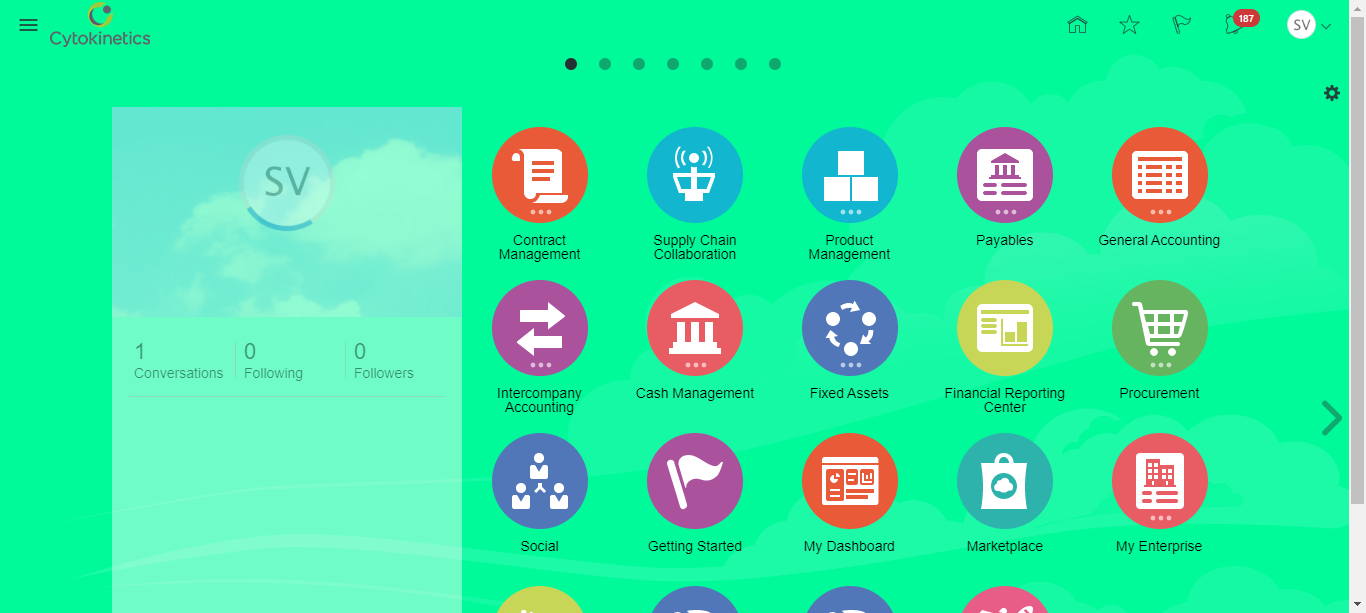 Cytokinetics
187
SV
SV
1
Conversations
0
Following
0
Followers
Contract
Management
Supply Chain
Collaboration
Product
Management
Payables
General Accounting
Intercompany
Accounting
Cash Management
Fixed Assets
Financial Reporting
Center
Procurement
Social
Getting Started
My Dashboard
Marketplace
My Enterprise